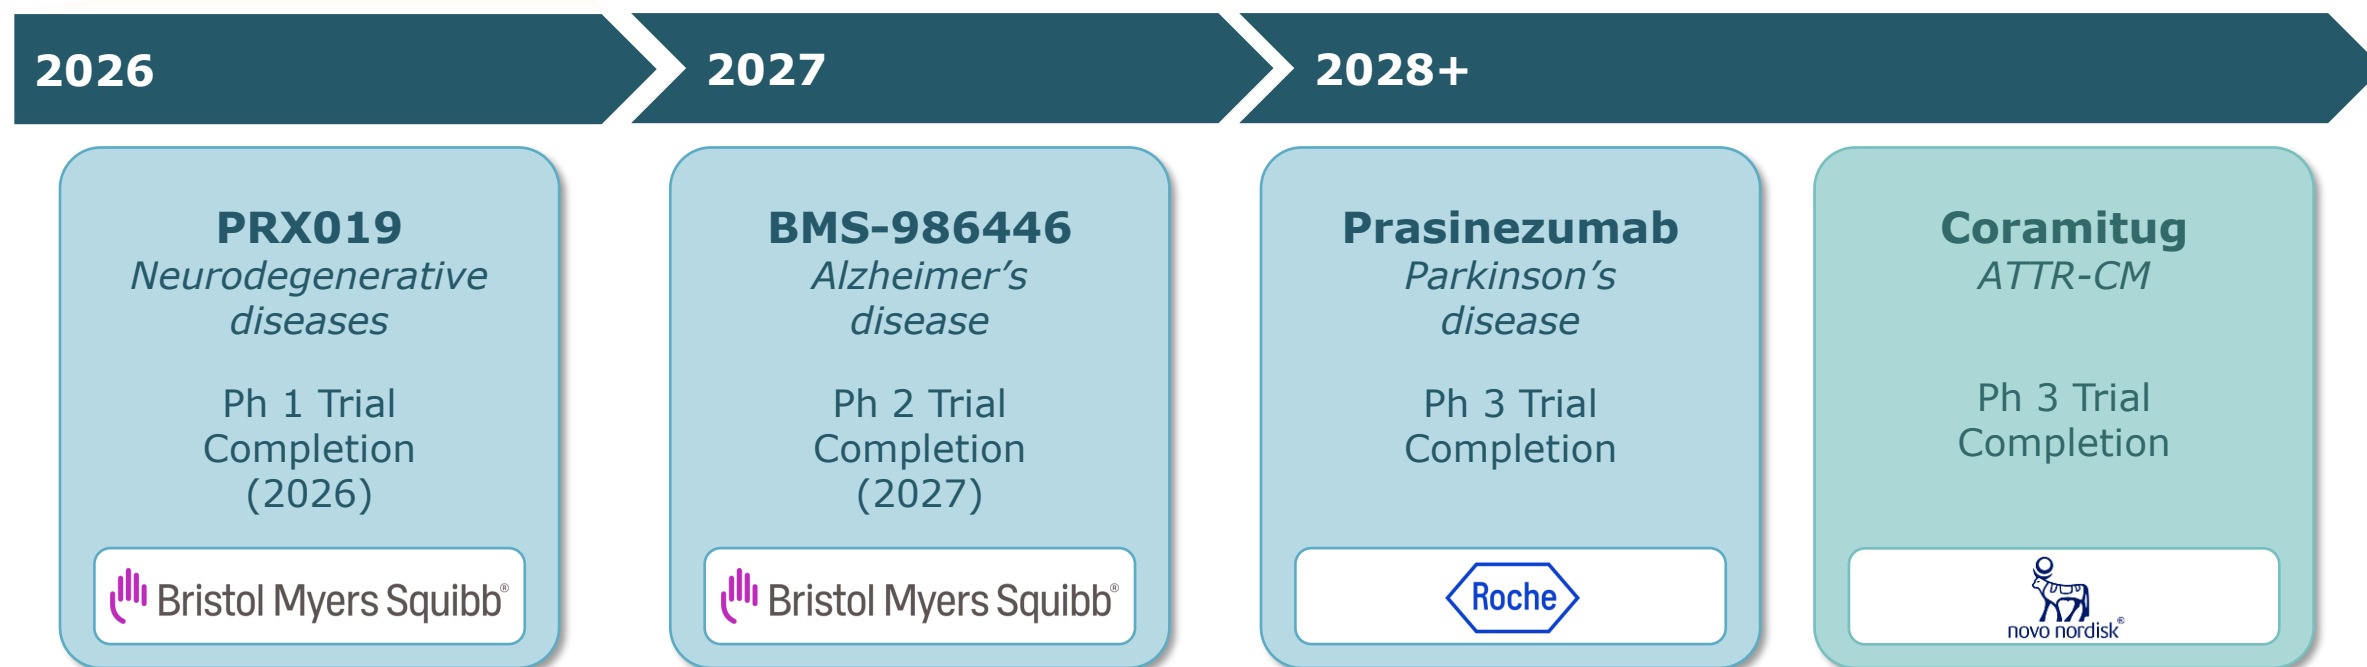 2026
2027
2028+
PRX019
Neurodegenerative
diseases
Ph 1 Trial
Completion
(2026)
Bristol Myers Squibb®
BMS-986446
Alzheimer’s
disease
Ph 2 Trial
Completion
(2027)
Bristol Myers Squibb®
Prasinezumab
Parkinson’s
disease
Ph 3 Trial
Completion
Roche
Coramitug
ATTR-CM
Ph 3 Trial
Completion
novo nordisk®